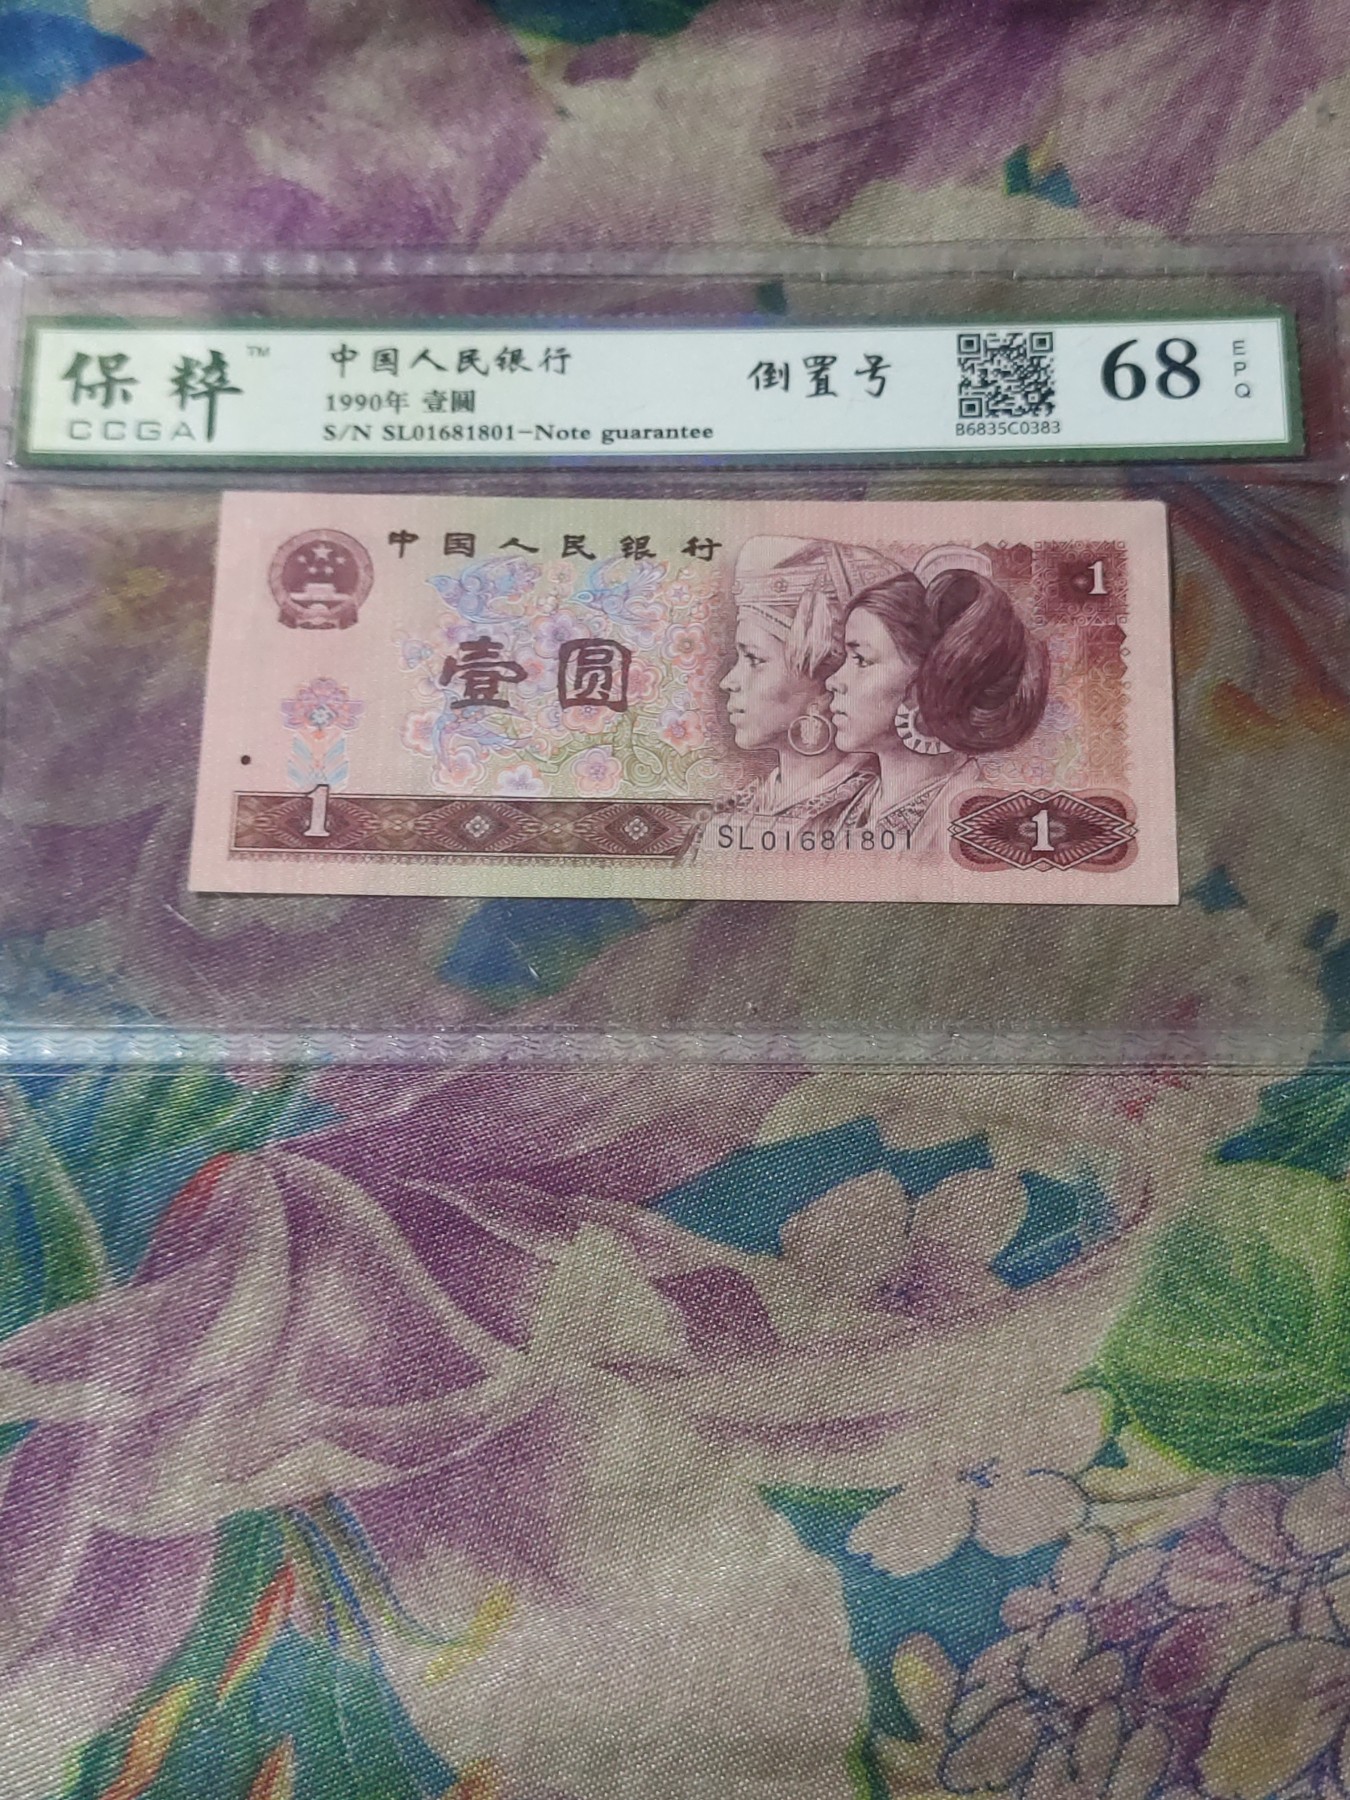 保粹™
CCGA
中国人民银行
1990年 壹圓
S/N SL01681801-Note guarantee
倒置号
B6835C0383
68
EPQ
中国人民银行
1
壹圆
1
SL01681801
1